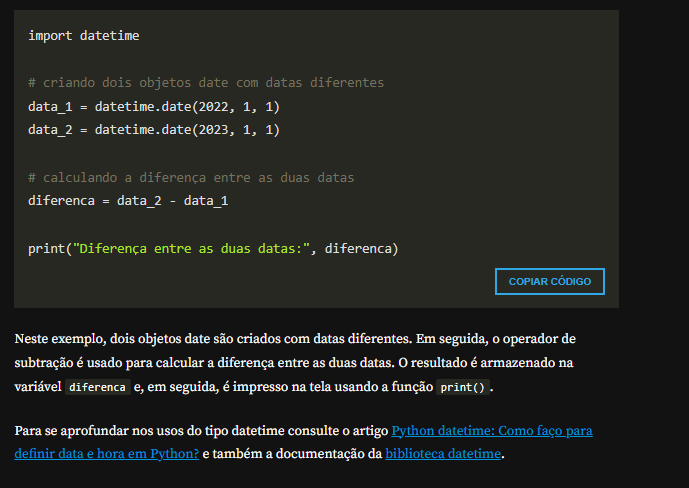 import datetime
# criando dois objetos date com datas diferentes
data_1 = datetime.date(2022, 1, 1)
data_2 = datetime.date(2023, 1, 1)
# calculando a diferença entre as duas datas
diferenca = data_2 - data_1
print("Diferença entre as duas datas:", diferenca)
COPIAR CÓDIGO
Neste exemplo, dois objetos date são criados com datas diferentes. Em seguida, o operador de
subtração é usado para calcular a diferença entre as duas datas. O resultado é armazenado na
variável diferenca e, em seguida, é impresso na tela usando a função print().
Para se aprofundar nos usos do tipo datetime consulte o artigo Python datetime: Como faço para
definir data e hora em Python? e também a documentação da biblioteca datetime.